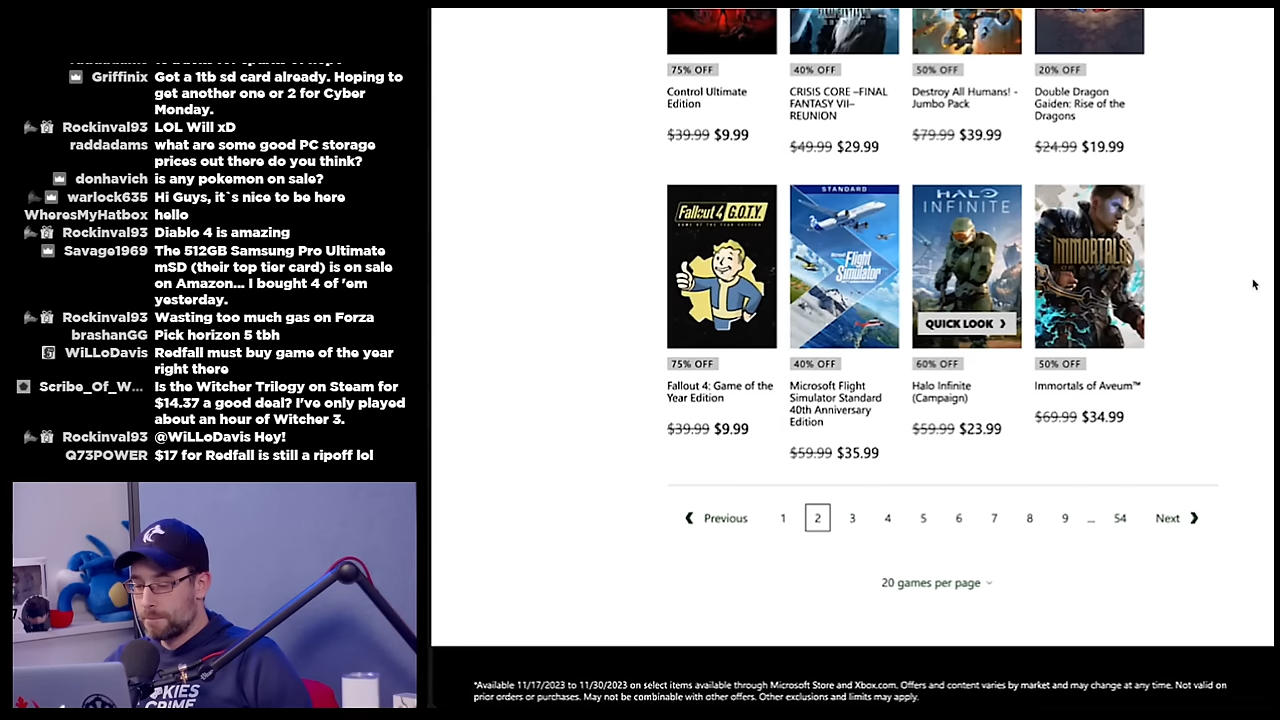 Griffinix Got a 1tb sd card already. Hoping to
get another one or 2 for Cyber
Monday.
Rockinval93 LOL Will xD
raddadams what are some good PC storage
prices out there do you think?
donhavich is any pokemon on sale?
warlock635 Hi Guys, it`s nice to be here
WheresMyHatbox hello
Rockinval93 Diablo 4 is amazing
Savage1969 The 512GB Samsung Pro Ultimate
mSD (their top tier card) is on sale
on Amazon... I bought 4 of 'em
yesterday.
Rockinval93 Wasting too much gas on Forza
brashanGG Pick horizon 5 tbh
WiLLoDavis Redfall must buy game of the year
right there
Scribe_Of_W... Is the Witcher Trilogy on Steam for
$14.37 a good deal? I've only played
about an hour of Witcher 3.
Rockinval93 @WiLLoDavis Hey!
Q73POWER $17 for Redfall is still a ripoff lol
KIES
CRIME
75% OFF
Control Ultimate
Edition
$39.99 $9.99
40% OFF
CRISIS CORE –FINAL
FANTASY VII–
REUNION
$49.99 $29.99
50% OFF
Destroy All Humans! -
Jumbo Pack
$79.99 $39.99
20% OFF
Double Dragon
Gaiden: Rise of the
Dragons
$24.99 $19.99
Fallout 4 G.O.T.Y.
75% OFF
Fallout 4: Game of the
Year Edition
$39.99 $9.99
STANDARD
Microsoft
Flight
Simulator
40% OFF
Microsoft Flight
Simulator Standard
40th Anniversary
Edition
$59.99 $35.99
HALO
INFINITE
QUICK LOOK ❯
60% OFF
Halo Infinite
(Campaign)
$59.99 $23.99
IMMORTALS
OF AVEUM
50% OFF
Immortals of Aveum™
$69.99 $34.99
❮ Previous 1 2 3 4 5 6 7 8 9 ... 54 Next ❯
20 games per page
*Available 11/17/2023 to 11/30/2023 on select items available through Microsoft Store and Xbox.com. Offers and content varies by market and may change at any time. Not valid on
prior orders or purchases. May not be combinable with other offers. Other exclusions and limits may apply.